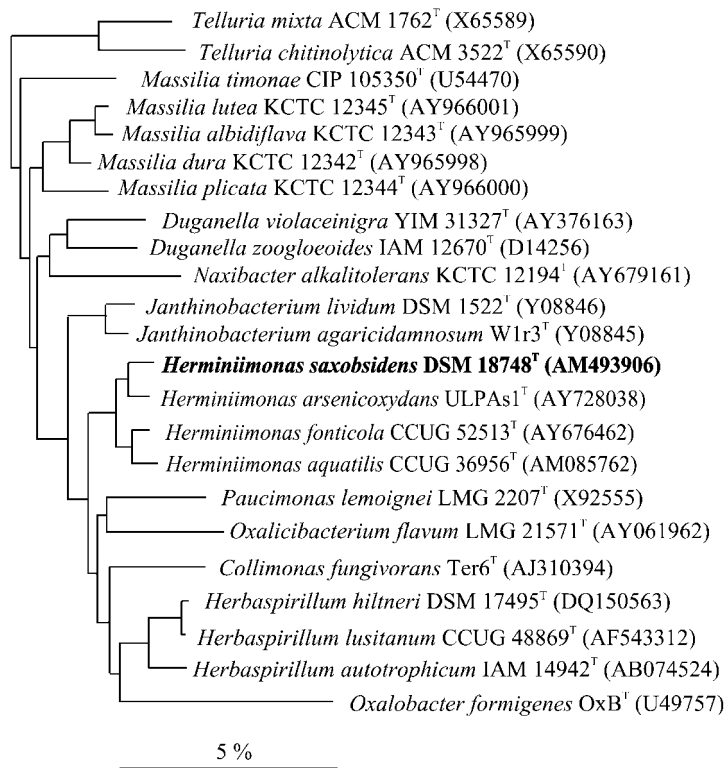 Telluria mixta ACM 1762ᵀ (X65589)
Telluria chitinolytica ACM 3522ᵀ (X65590)
Massilia timonae CIP 105350ᵀ (U54470)
Massilia lutea KCTC 12345ᵀ (AY966001)
Massilia albidiflava KCTC 12343ᵀ (AY965999)
Massilia dura KCTC 12342ᵀ (AY965998)
Massilia plicata KCTC 12344ᵀ (AY966000)
Duganella violaceinigra YIM 31327ᵀ (AY376163)
Duganella zoogloeoides IAM 12670ᵀ (D14256)
Naxibacter alkalitolerans KCTC 12194ᵀ (AY679161)
Janthinobacterium lividum DSM 1522ᵀ (Y08846)
Janthinobacterium agaricidamnosum W1r3ᵀ (Y08845)
Herminiimonas saxobsidens DSM 18748ᵀ (AM493906)
Herminiimonas arsenicoxydans ULPAs1ᵀ (AY728038)
Herminiimonas fonticola CCUG 52513ᵀ (AY676462)
Herminiimonas aquatilis CCUG 36956ᵀ (AM085762)
Paucimonas lemoignei LMG 2207ᵀ (X92555)
Oxalicibacterium flavum LMG 21571ᵀ (AY061962)
Collimonas fungivorans Ter6ᵀ (AJ310394)
Herbaspirillum hiltneri DSM 17495ᵀ (DQ150563)
Herbaspirillum lusitanum CCUG 48869ᵀ (AF543312)
Herbaspirillum autotrophicum IAM 14942ᵀ (AB074524)
Oxalobacter formigenes OxBᵀ (U49757)
5 %